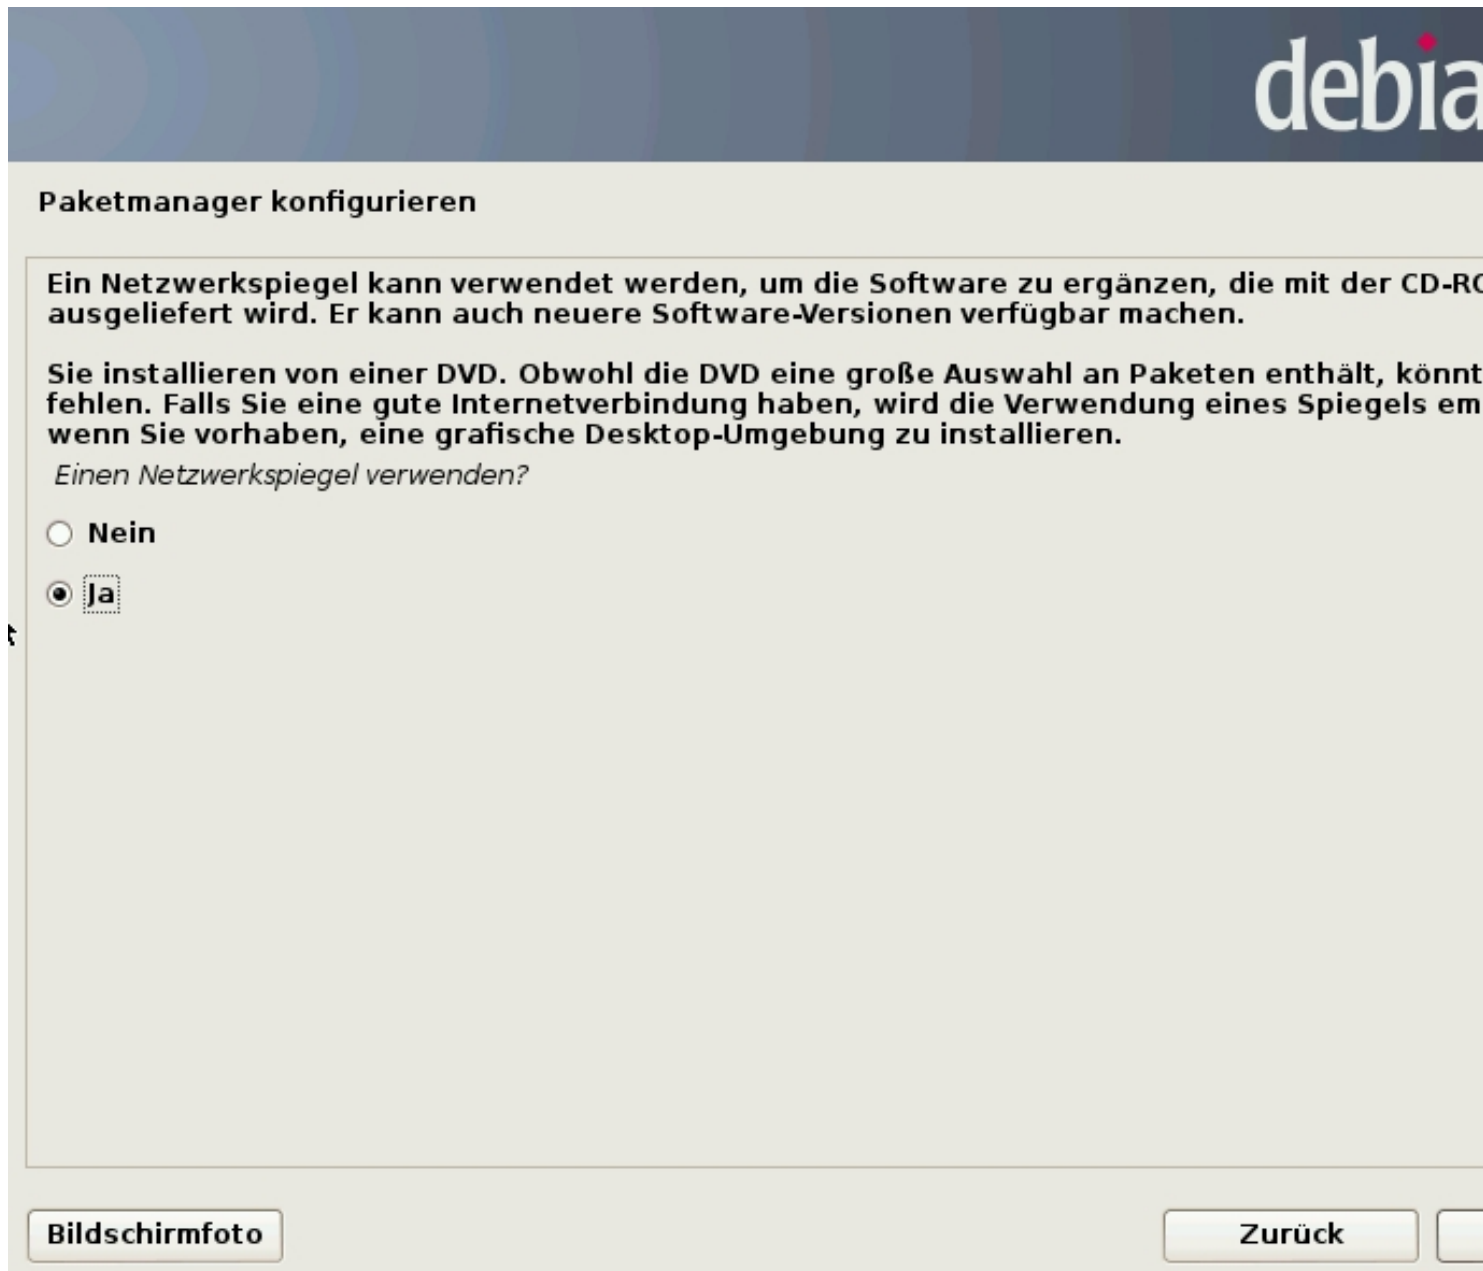 debia
Paketmanager konfigurieren
Ein Netzwerkspiegel kann verwendet werden, um die Software zu ergänzen, die mit der CD-RO
ausgeliefert wird. Er kann auch neuere Software-Versionen verfügbar machen.
Sie installieren von einer DVD. Obwohl die DVD eine große Auswahl an Paketen enthält, könnt
fehlen. Falls Sie eine gute Internetverbindung haben, wird die Verwendung eines Spiegels em
wenn Sie vorhaben, eine grafische Desktop-Umgebung zu installieren.
Einen Netzwerkspiegel verwenden?
Nein
Ja
Bildschirmfoto
Zurück